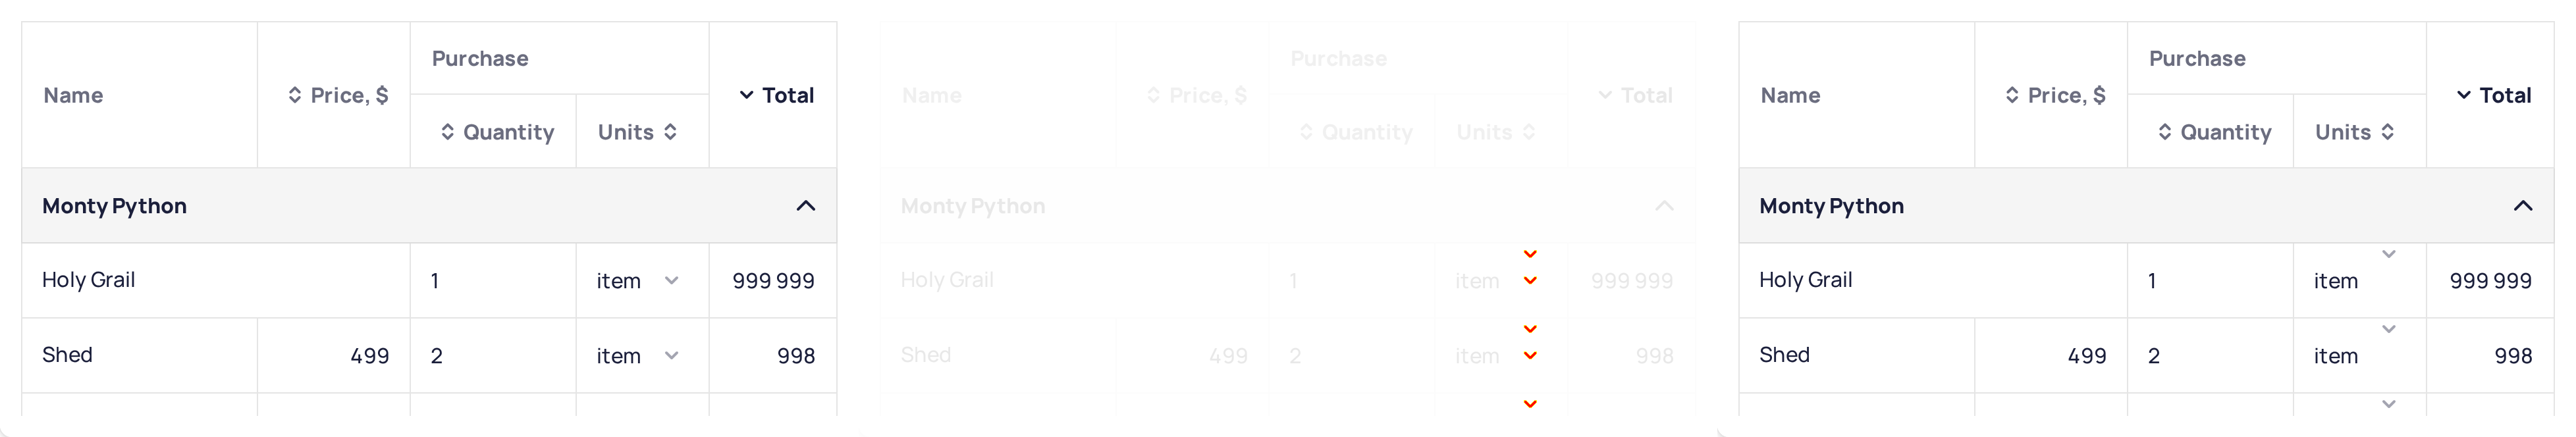 Name
Price, $
Purchase
Quantity
Units
Total
Monty Python
Holy Grail 1 item 999 999
Shed 499 2 item 998
Name
Price, $
Purchase
Quantity
Units
Total
Monty Python
Holy Grail 1 item 999 999
Shed 499 2 item 998
Name
Price, $
Purchase
Quantity
Units
Total
Monty Python
Holy Grail 1 item 999 999
Shed 499 2 item 998